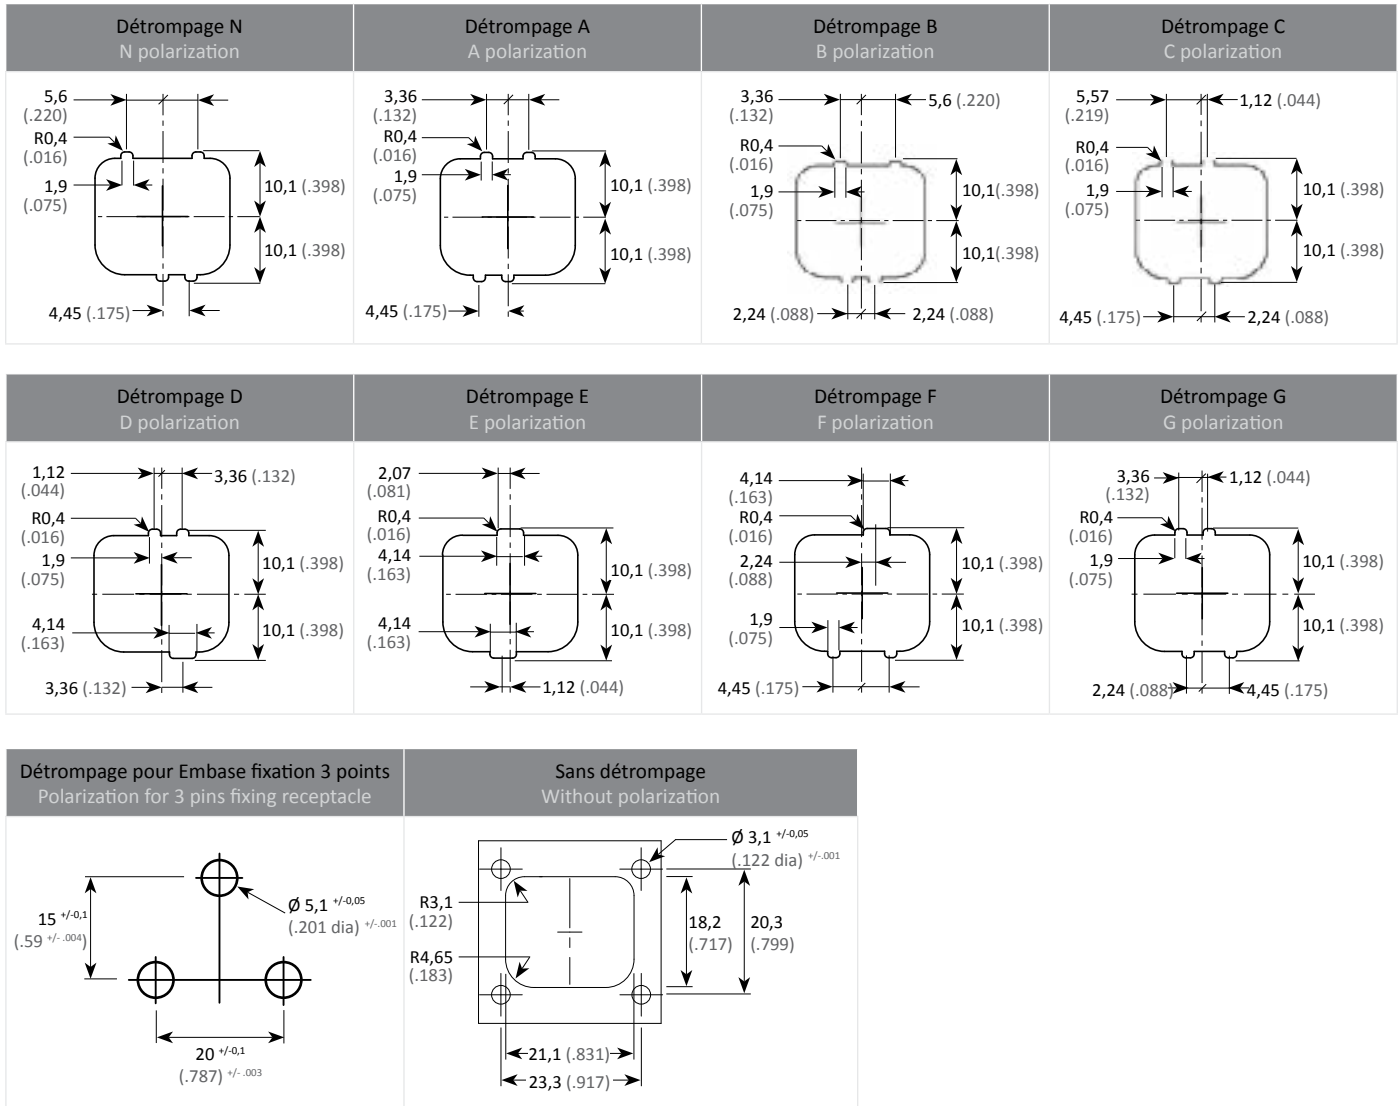 Détrompage N
N polarization
5,6
(.220)
R0,4
(.016)
1,9
(.075)
10,1 (.398)
10,1 (.398)
4,45 (.175)
Détrompage A
A polarization
3,36
(.132)
R0,4
(.016)
1,9
(.075)
10,1 (.398)
10,1 (.398)
4,45 (.175)
Détrompage B
B polarization
3,36
(.132)
5,6 (.220)
R0,4
(.016)
1,9
(.075)
10,1(.398)
10,1(.398)
2,24 (.088)
2,24 (.088)
Détrompage C
C polarization
5,57
(.219)
1,12 (.044)
R0,4
(.016)
1,9
(.075)
10,1 (.398)
10,1 (.398)
4,45 (.175)
2,24 (.088)
Détrompage D
D polarization
1,12
(.044)
3,36 (.132)
R0,4
(.016)
1,9
(.075)
10,1 (.398)
4,14
(.163)
10,1 (.398)
3,36 (.132)
Détrompage E
E polarization
2,07
(.081)
R0,4
(.016)
4,14
(.163)
10,1 (.398)
4,14
(.163)
10,1 (.398)
1,12 (.044)
Détrompage F
F polarization
4,14
(.163)
R0,4
(.016)
2,24
(.088)
10,1 (.398)
1,9
(.075)
10,1 (.398)
4,45 (.175)
Détrompage G
G polarization
3,36
(.132)
1,12 (.044)
R0,4
(.016)
1,9
(.075)
10,1 (.398)
10,1 (.398)
2,24 (.088)
4,45 (.175)
Détrompage pour Embase fixation 3 points
Polarization for 3 pins fixing receptacle
15 +/-0,1
(.59 +/- .004)
Ø 5,1 +/-0,05
(.201 dia) +/-.001
20 +/-0,1
(.787) +/- .003
Sans détrompage
Without polarization
Ø 3,1 +/-0,05
(.122 dia) +/-.001
R3,1
(.122)
18,2
(.717)
20,3
(.799)
R4,65
(.183)
21,1 (.831)
23,3 (.917)